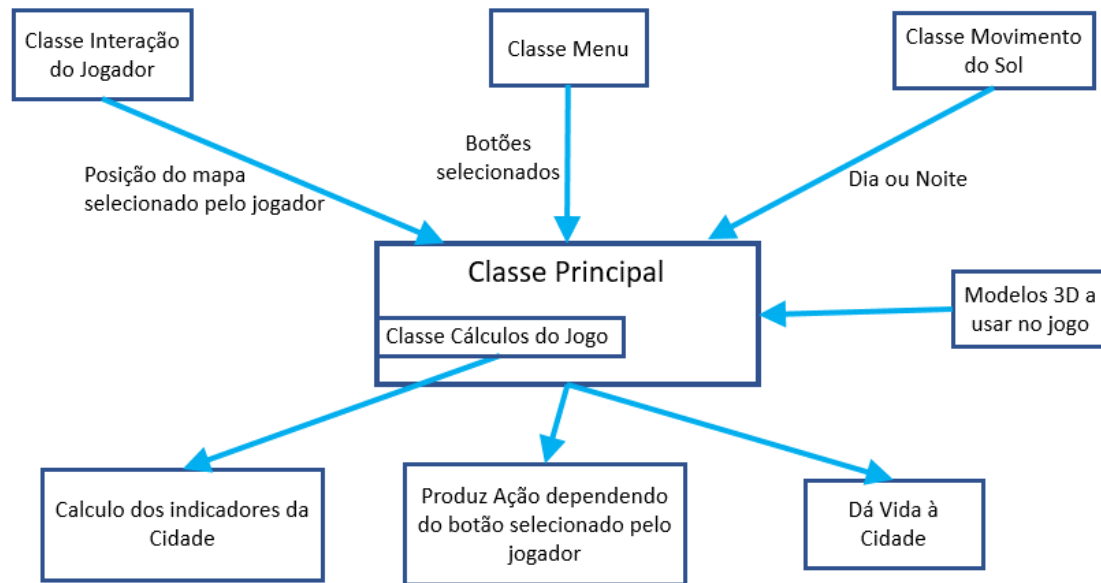 Classe Interação
do Jogador
Classe Menu
Classe Movimento
do Sol
Botões
selecionados
Posição do mapa
selecionado pelo jogador
Dia ou Noite
Classe Principal
Classe Cálculos do Jogo
Modelos 3D a
usar no jogo
Calculo dos indicadores da
Cidade
Produz Ação dependendo
do botão selecionado pelo
jogador
Dá Vida à
Cidade